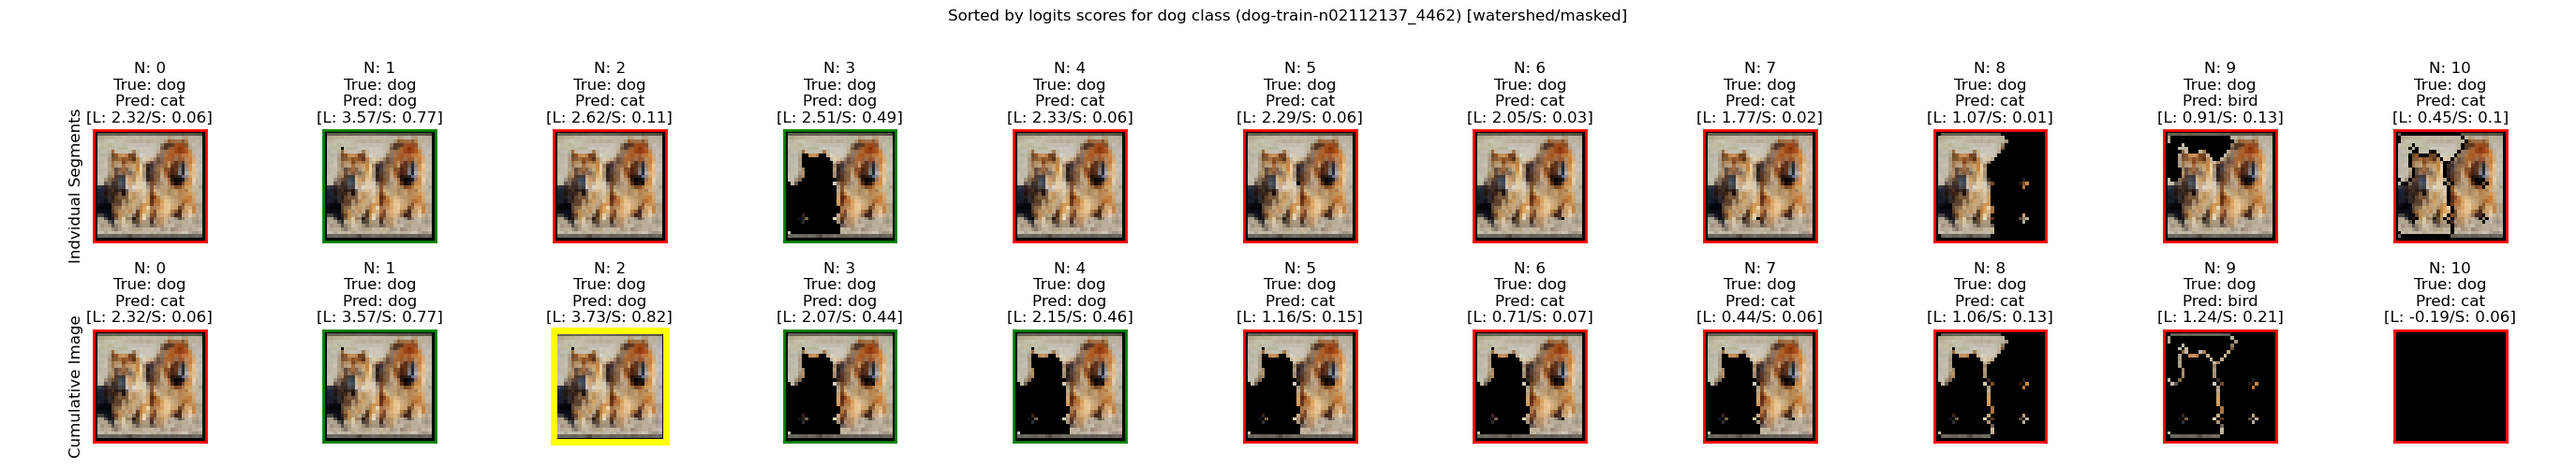 Sorted by logits scores for dog class (dog-train-n02112137_4462) [watershed/masked]
Indvidual Segments
N: 0
True: dog
Pred: cat
[L: 2.32/S: 0.06]
N: 1
True: dog
Pred: dog
[L: 3.57/S: 0.77]
N: 2
True: dog
Pred: cat
[L: 2.62/S: 0.11]
N: 3
True: dog
Pred: dog
[L: 2.51/S: 0.49]
N: 4
True: dog
Pred: cat
[L: 2.33/S: 0.06]
N: 5
True: dog
Pred: cat
[L: 2.29/S: 0.06]
N: 6
True: dog
Pred: cat
[L: 2.05/S: 0.03]
N: 7
True: dog
Pred: cat
[L: 1.77/S: 0.02]
N: 8
True: dog
Pred: cat
[L: 1.07/S: 0.01]
N: 9
True: dog
Pred: bird
[L: 0.91/S: 0.13]
N: 10
True: dog
Pred: cat
[L: 0.45/S: 0.1]
Cumulative Image
N: 0
True: dog
Pred: cat
[L: 2.32/S: 0.06]
N: 1
True: dog
Pred: dog
[L: 3.57/S: 0.77]
N: 2
True: dog
Pred: dog
[L: 3.73/S: 0.82]
N: 3
True: dog
Pred: dog
[L: 2.07/S: 0.44]
N: 4
True: dog
Pred: dog
[L: 2.15/S: 0.46]
N: 5
True: dog
Pred: cat
[L: 1.16/S: 0.15]
N: 6
True: dog
Pred: cat
[L: 0.71/S: 0.07]
N: 7
True: dog
Pred: cat
[L: 0.44/S: 0.06]
N: 8
True: dog
Pred: cat
[L: 1.06/S: 0.13]
N: 9
True: dog
Pred: bird
[L: 1.24/S: 0.21]
N: 10
True: dog
Pred: cat
[L: -0.19/S: 0.06]